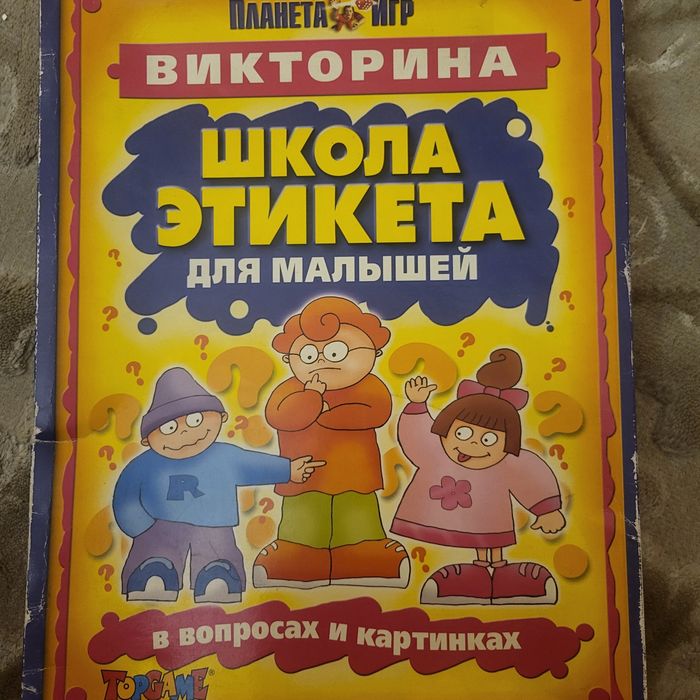 ПЛАНЕТА ИГР
ВИКТОРИНА
ШКОЛА
ЭТИКЕТА
ДЛЯ МАЛЫШЕЙ
R
в вопросах и картинках
TOPGAME